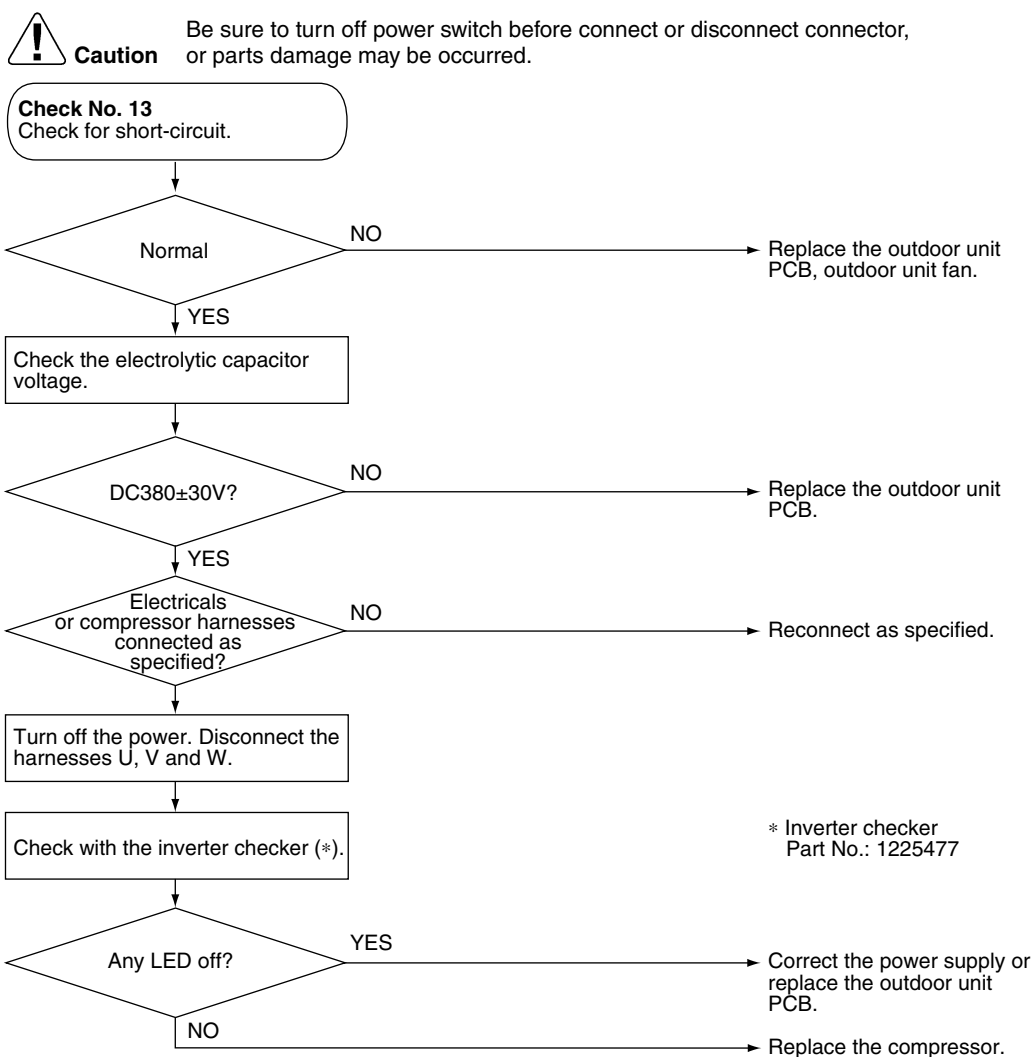 Be sure to turn off power switch before connect or disconnect connector,
Caution or parts damage may be occurred.
Check No. 13
Check for short-circuit.
Normal
NO
Replace the outdoor unit
PCB, outdoor unit fan.
YES
Check the electrolytic capacitor
voltage.
DC380±30V?
NO
Replace the outdoor unit
PCB.
YES
Electricals
or compressor harnesses
connected as
specified?
NO
Reconnect as specified.
Turn off the power. Disconnect the
harnesses U, V and W.
Check with the inverter checker (*).
* Inverter checker
Part No.: 1225477
Any LED off?
YES
Correct the power supply or
replace the outdoor unit
PCB.
NO
Replace the compressor.